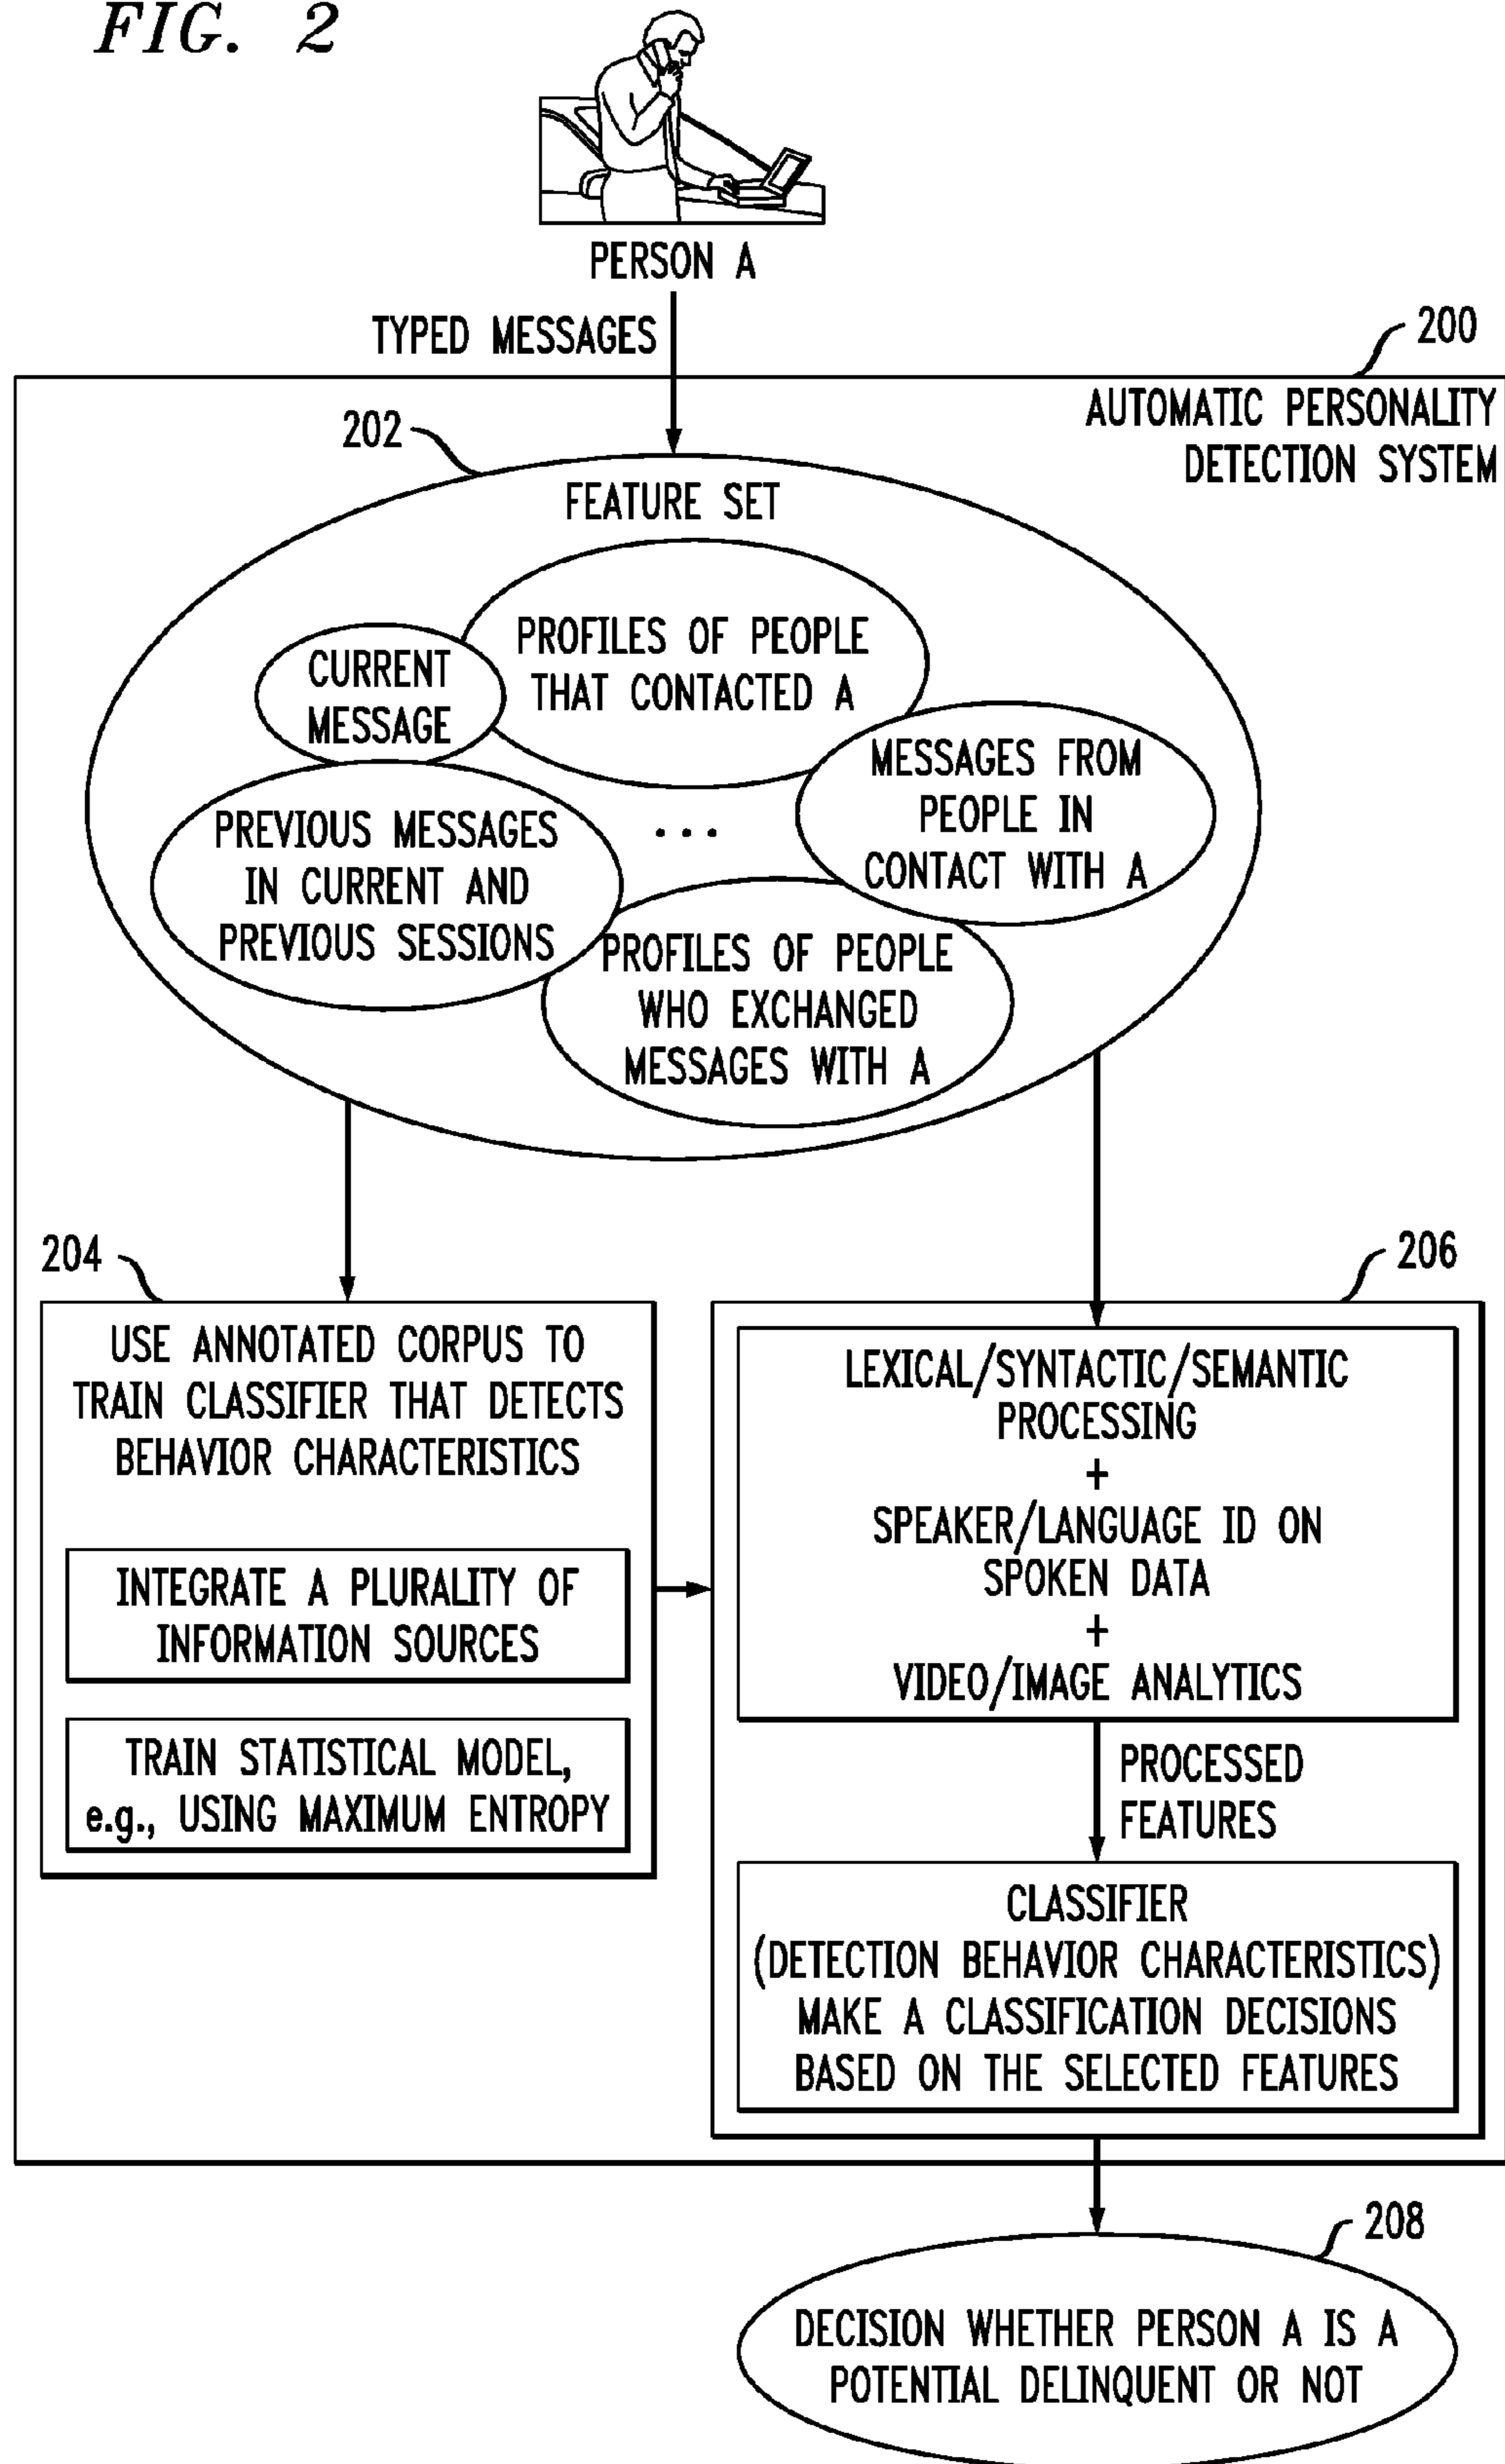 FIG. 2
PERSON A
TYPED MESSAGES
200
AUTOMATIC PERSONALITY
DETECTION SYSTEM
202
FEATURE SET
PROFILES OF PEOPLE
THAT CONTACTED A
CURRENT
MESSAGE
MESSAGES FROM
PEOPLE IN
CONTACT WITH A
PREVIOUS MESSAGES
IN CURRENT AND
PREVIOUS SESSIONS
...
PROFILES OF PEOPLE
WHO EXCHANGED
MESSAGES WITH A
204
USE ANNOTATED CORPUS TO
TRAIN CLASSIFIER THAT DETECTS
BEHAVIOR CHARACTERISTICS
INTEGRATE A PLURALITY OF
INFORMATION SOURCES
TRAIN STATISTICAL MODEL,
e.g., USING MAXIMUM ENTROPY
206
LEXICAL/SYNTACTIC/SEMANTIC
PROCESSING
+
SPEAKER/LANGUAGE ID ON
SPOKEN DATA
+
VIDEO/IMAGE ANALYTICS
PROCESSED
FEATURES
CLASSIFIER
(DETECTION BEHAVIOR CHARACTERISTICS)
MAKE A CLASSIFICATION DECISIONS
BASED ON THE SELECTED FEATURES
208
DECISION WHETHER PERSON A IS A
POTENTIAL DELINQUENT OR NOT